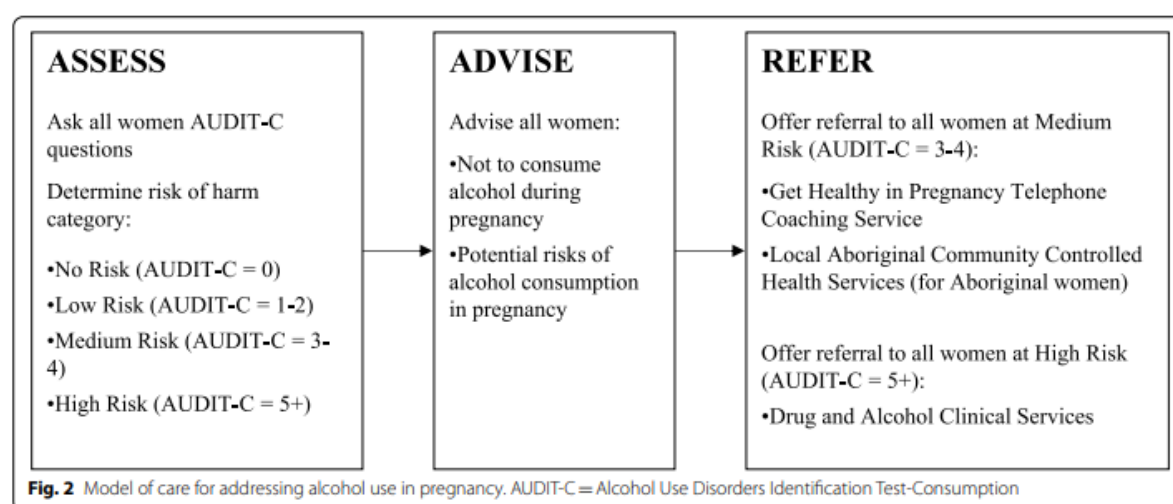 ASSESS
Ask all women AUDIT-C
questions
Determine risk of harm
category:
•No Risk (AUDIT-C = 0)
•Low Risk (AUDIT-C = 1-2)
•Medium Risk (AUDIT-C = 3-
4)
•High Risk (AUDIT-C = 5+)
ADVISE
Advise all women:
•Not to consume
alcohol during
pregnancy
•Potential risks of
alcohol consumption
in pregnancy
REFER
Offer referral to all women at Medium
Risk (AUDIT-C = 3-4):
•Get Healthy in Pregnancy Telephone
Coaching Service
•Local Aboriginal Community Controlled
Health Services (for Aboriginal women)
Offer referral to all women at High Risk
(AUDIT-C = 5+):
•Drug and Alcohol Clinical Services
Fig. 2 Model of care for addressing alcohol use in pregnancy. AUDIT-C = Alcohol Use Disorders Identification Test-Consumption